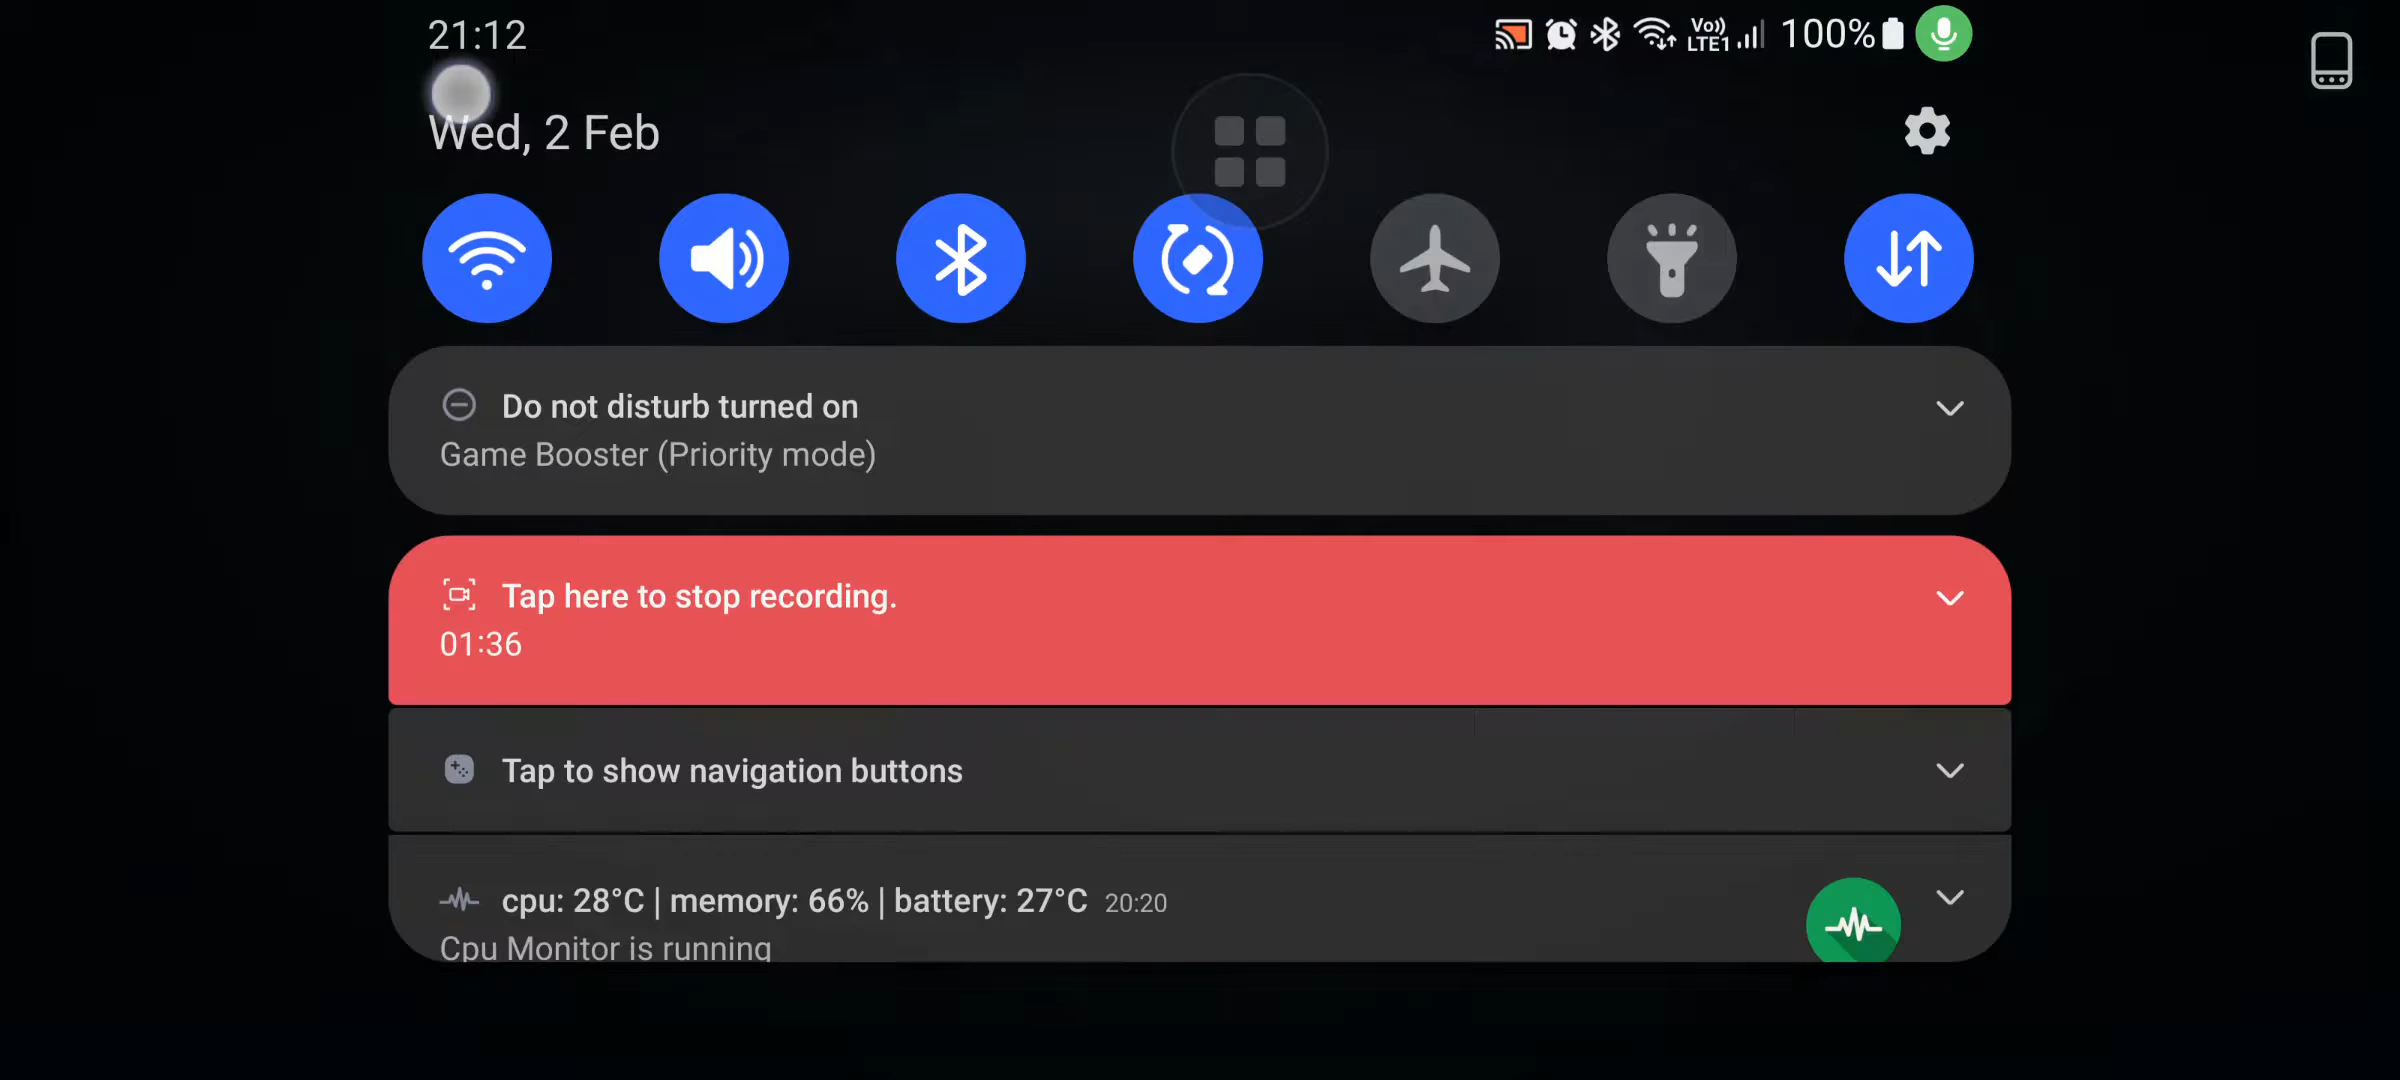 21:12
Vo)) LTE1 100%
Wed, 2 Feb
Do not disturb turned on
Game Booster (Priority mode)
Tap here to stop recording.
01:36
Tap to show navigation buttons
cpu: 28°C | memory: 66% | battery: 27°C 20:20
Cpu Monitor is running